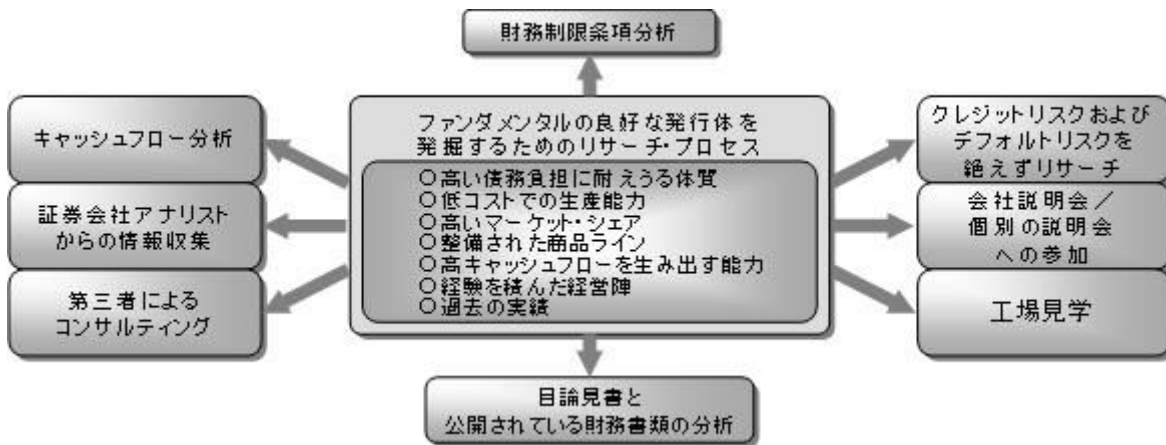 財務制限条項分析
キャッシュフロー分析
証券会社アナリスト
からの情報収集
第三者による
コンサルティング
ファンダメンタルの良好な発行体を
発掘するためのリサーチ・プロセス
○高い債務負担に耐えうる体質
○低コストでの生産能力
○高いマーケット・シェア
○整備された商品ライン
○高キャッシュフローを生み出す能力
○経験を積んだ経営陣
○過去の実績
クレジットリスクおよび
デフォルトリスクを
絶えずリサーチ
会社説明会／
個別の説明会
への参加
工場見学
目論見書と
公開されている財務書類の分析